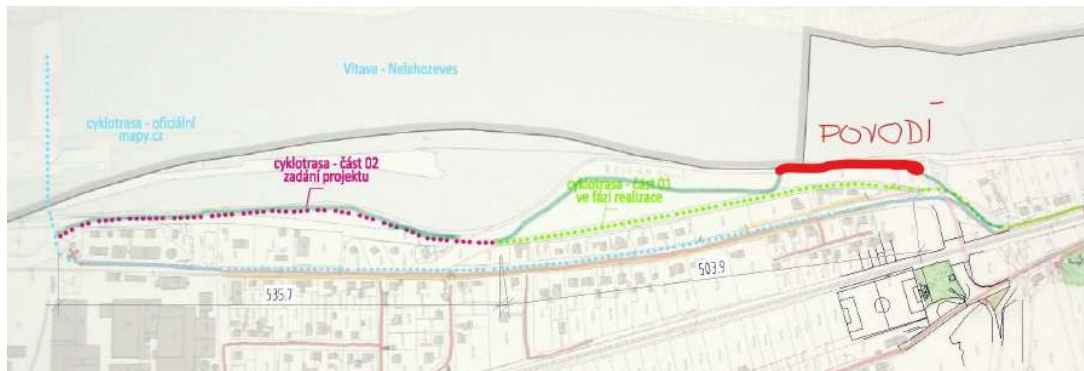 Vltava - Nelahozeves
cyklotrasa - oficiální
mapy.cz
POVODÍ
cyklotrasa - část 02
zadání projektu
cyklotrasa - část 01
ve fázi realizace
503.9
535.7